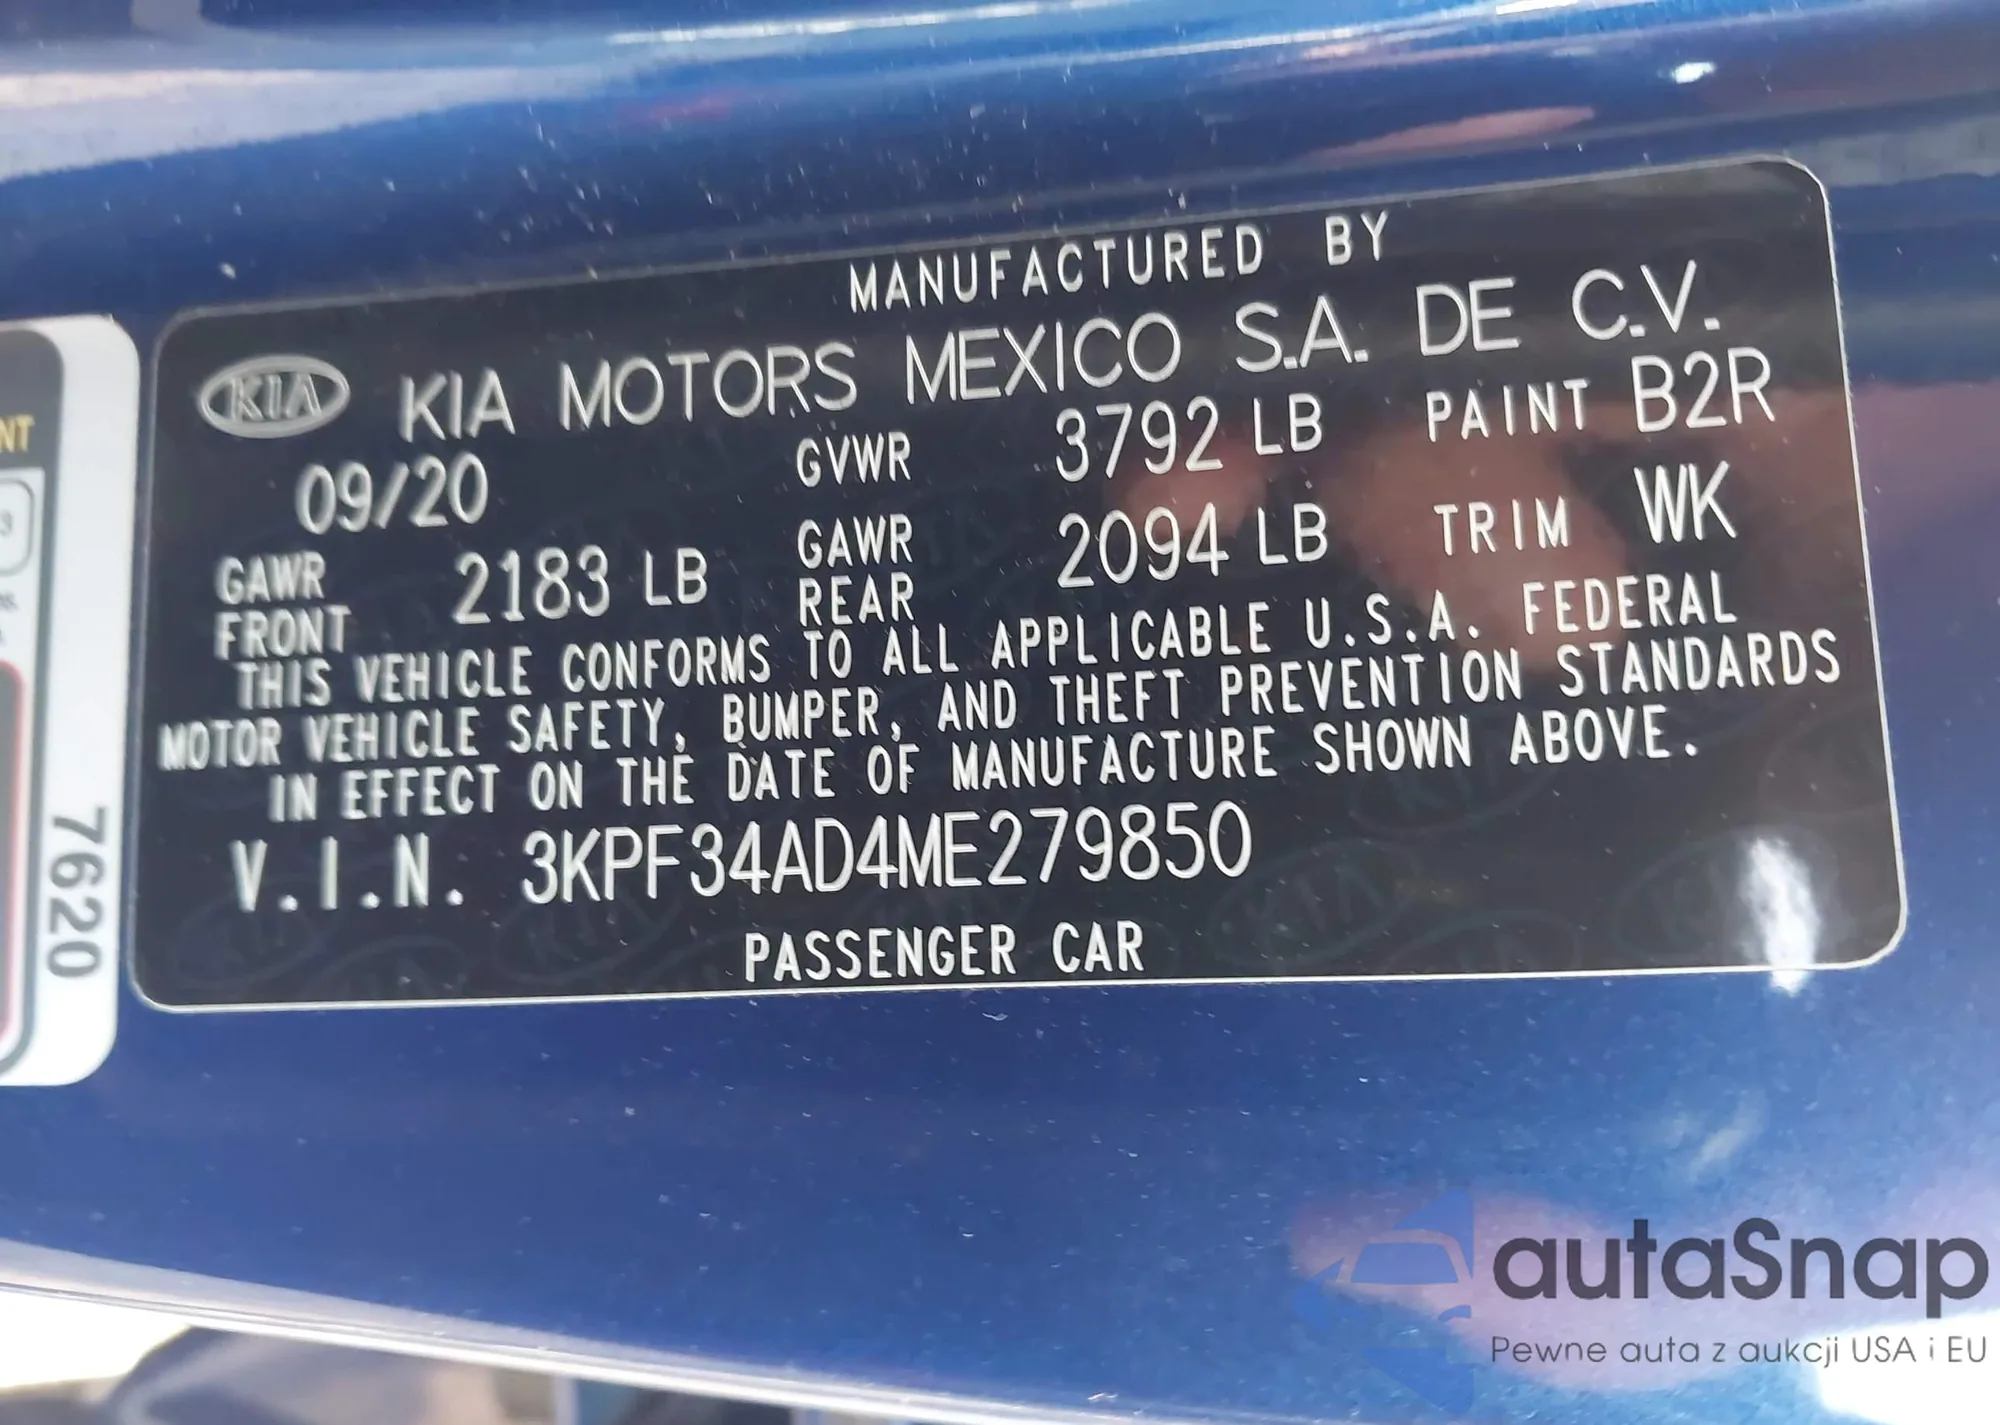 MANUFACTURED BY
KIA KIA MOTORS MEXICO S.A. DE C.V.
09/20 GVWR 3792 LB PAINT B2R
GAWR FRONT 2183 LB GAWR REAR 2094 LB TRIM WK
THIS VEHICLE CONFORMS TO ALL APPLICABLE U.S.A. FEDERAL
MOTOR VEHICLE SAFETY, BUMPER, AND THEFT PREVENTION STANDARDS
IN EFFECT ON THE DATE OF MANUFACTURE SHOWN ABOVE.
V.I.N. 3KPF34AD4ME279850
PASSENGER CAR
NT
3
7620
autaSnap
Pewne auta z aukcji USA i EU